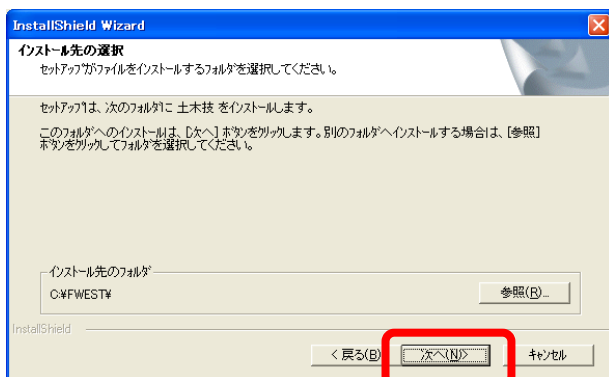 InstallShield Wizard
インストール先の選択
セットアップがファイルをインストールするフォルダを選択してください。
セットアップは、次のフォルダに 土木技 をインストールします。
このフォルダへのインストールは、[次へ] ボタンをクリックします。別のフォルダへインストールする場合は、[参照]
ボタンをクリックしてフォルダを選択してください。
インストール先のフォルダ
C:¥FWEST¥
参照(R)...
InstallShield
< 戻る(B)
次へ(N)>
キャンセル